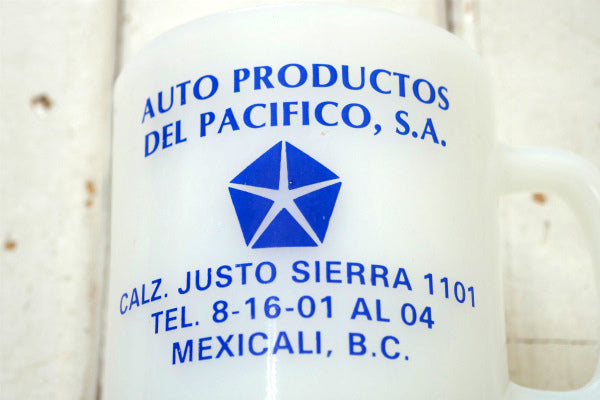 AUTO PRODUCTOS
DEL PACIFICO, S.A.
CALZ. JUSTO SIERRA 1101
TEL. 8-16-01 AL 04
MEXICALI, B.C.